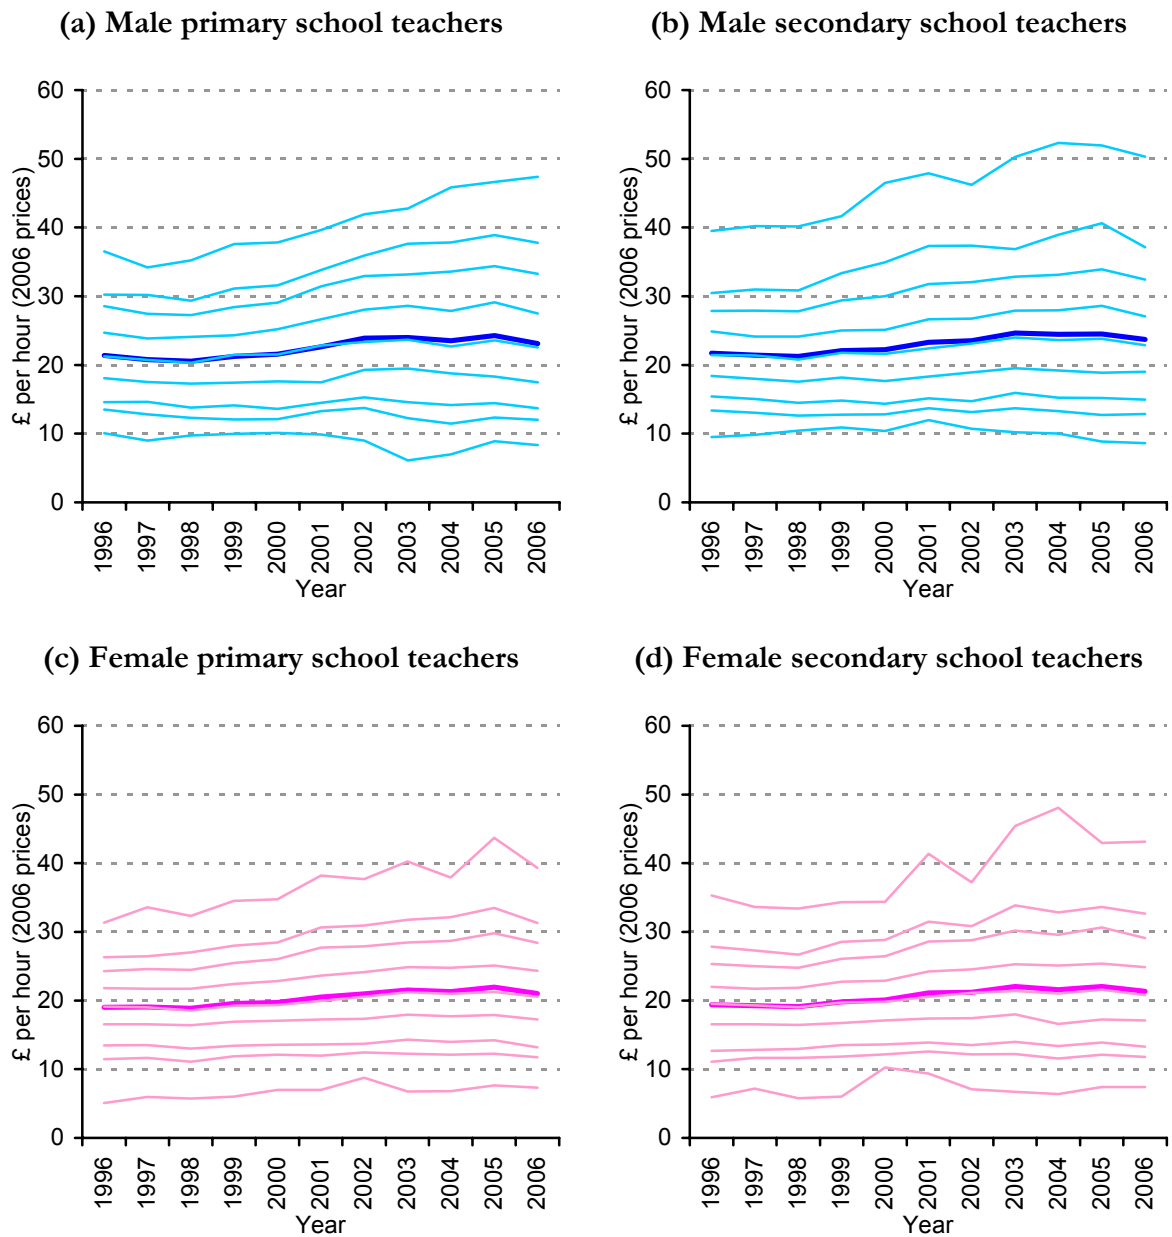 (a) Male primary school teachers
(b) Male secondary school teachers
£ per hour (2006 prices)
60
50
40
30
20
10
0
1996 1997 1998 1999 2000 2001 2002 2003 2004 2005 2006
Year
£ per hour (2006 prices)
60
50
40
30
20
10
0
1996 1997 1998 1999 2000 2001 2002 2003 2004 2005 2006
Year
(c) Female primary school teachers
(d) Female secondary school teachers
£ per hour (2006 prices)
60
50
40
30
20
10
0
1996 1997 1998 1999 2000 2001 2002 2003 2004 2005 2006
Year
£ per hour (2006 prices)
60
50
40
30
20
10
0
1996 1997 1998 1999 2000 2001 2002 2003 2004 2005 2006
Year